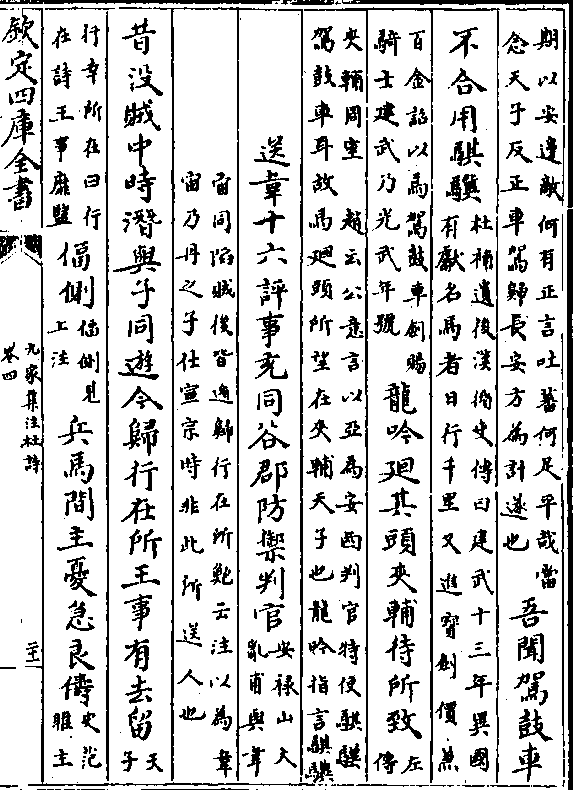 期以安邊敵何有正言吐蕃何足平哉當
念天子反正車駕歸長安方為計遂也
吾聞駕鼓車
不合用騏驥
杜補遺後漢循吏傳曰建武十三年異國
有獻名馬者日行千里又進寳劍價兼
百金詔以馬駕鼓車劍賜
騎士建武乃光武年號
龍吟廻其頭夾輔待所致
左
傳
夾輔周室 趙云公意言以亞為安西判官特使騏驥
駕鼓車耳故馬廻頭所望在夾輔天子也龍吟指言騏驥
送韋十六評事充同谷郡防禦判官
安祿山大
亂甫與韋
宙同陷賊後皆逃歸行在所鮑云注以為韋
宙乃丹之子仕宣宗時非此所送人也
昔没賊中時潛與子同遊今歸行在所王事有去留
天
子
行幸所在曰行
在詩王事靡盬
偪側
偪側見
上注
兵馬間主憂急良儔
史范
雎主
欽定四庫全書
九家集注杜詩
卷四